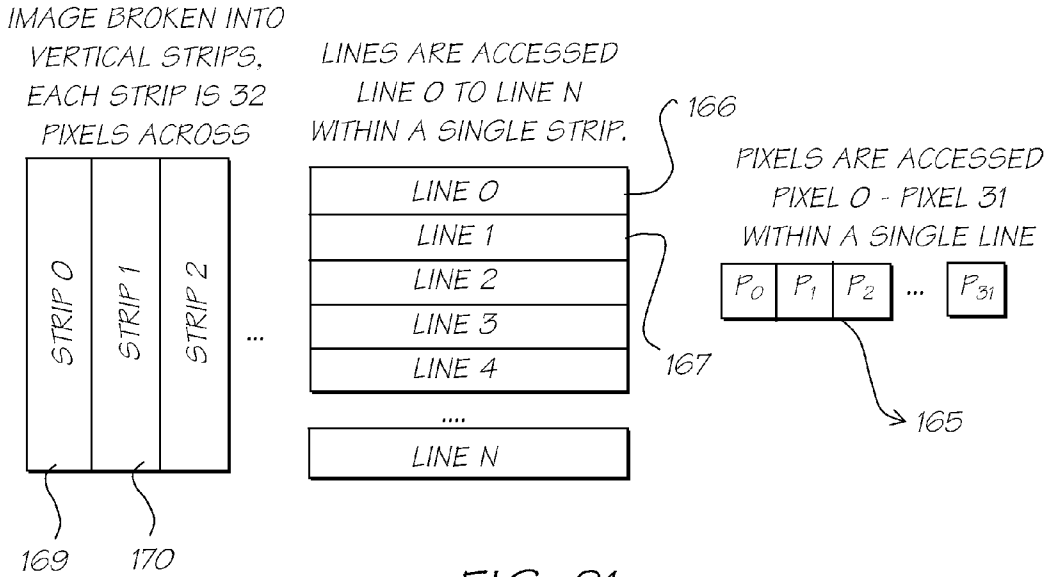 IMAGE BROKEN INTO
VERTICAL STRIPS,
EACH STRIP IS 32
PIXELS ACROSS
STRIP 0
STRIP 1
STRIP 2
...
169
170
LINES ARE ACCESSED
LINE 0 TO LINE N
WITHIN A SINGLE STRIP.
LINE 0
LINE 1
LINE 2
LINE 3
LINE 4
....
LINE N
166
167
PIXELS ARE ACCESSED
PIXEL 0 - PIXEL 31
WITHIN A SINGLE LINE
P0 P1 P2 ... P31
165